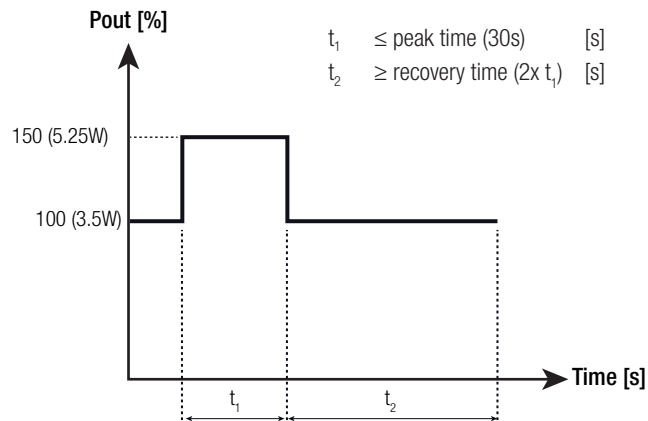 Pout [%]
t₁ ≤ peak time (30s) [s]
t₂ ≥ recovery time (2x t₁) [s]
150 (5.25W)
100 (3.5W)
Time [s]
t₁
t₂